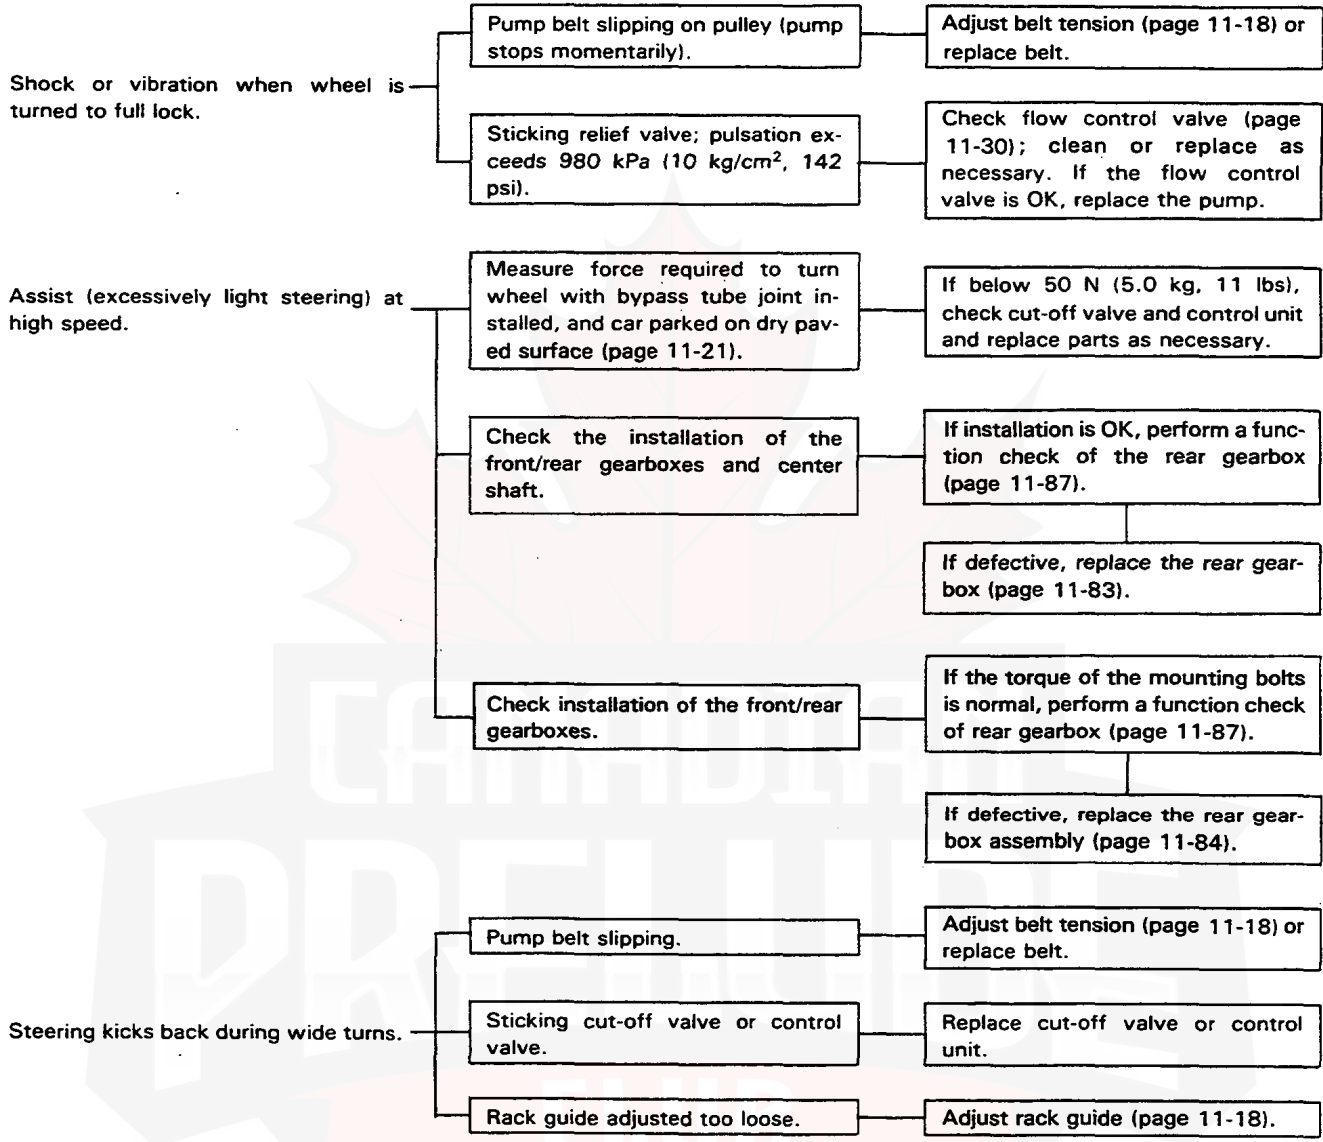 Shock or vibration when wheel is
turned to full lock.
Pump belt slipping on pulley (pump
stops momentarily).
Adjust belt tension (page 11-18) or
replace belt.
Sticking relief valve; pulsation ex-
ceeds 980 kPa (10 kg/cm², 142
psi).
Check flow control valve (page
11-30); clean or replace as
necessary. If the flow control
valve is OK, replace the pump.
Assist (excessively light steering) at
high speed.
Measure force required to turn
wheel with bypass tube joint in-
stalled, and car parked on dry pav-
ed surface (page 11-21).
If below 50 N (5.0 kg, 11 lbs),
check cut-off valve and control unit
and replace parts as necessary.
Check the installation of the
front/rear gearboxes and center
shaft.
If installation is OK, perform a func-
tion check of the rear gearbox
(page 11-87).
If defective, replace the rear gear-
box (page 11-83).
Check installation of the front/rear
gearboxes.
If the torque of the mounting bolts
is normal, perform a function check
of rear gearbox (page 11-87).
If defective, replace the rear gear-
box assembly (page 11-84).
Steering kicks back during wide turns.
Pump belt slipping.
Adjust belt tension (page 11-18) or
replace belt.
Sticking cut-off valve or control
valve.
Replace cut-off valve or control
unit.
Rack guide adjusted too loose.
Adjust rack guide (page 11-18).
CANADIAN
PRELUDE
CLUB